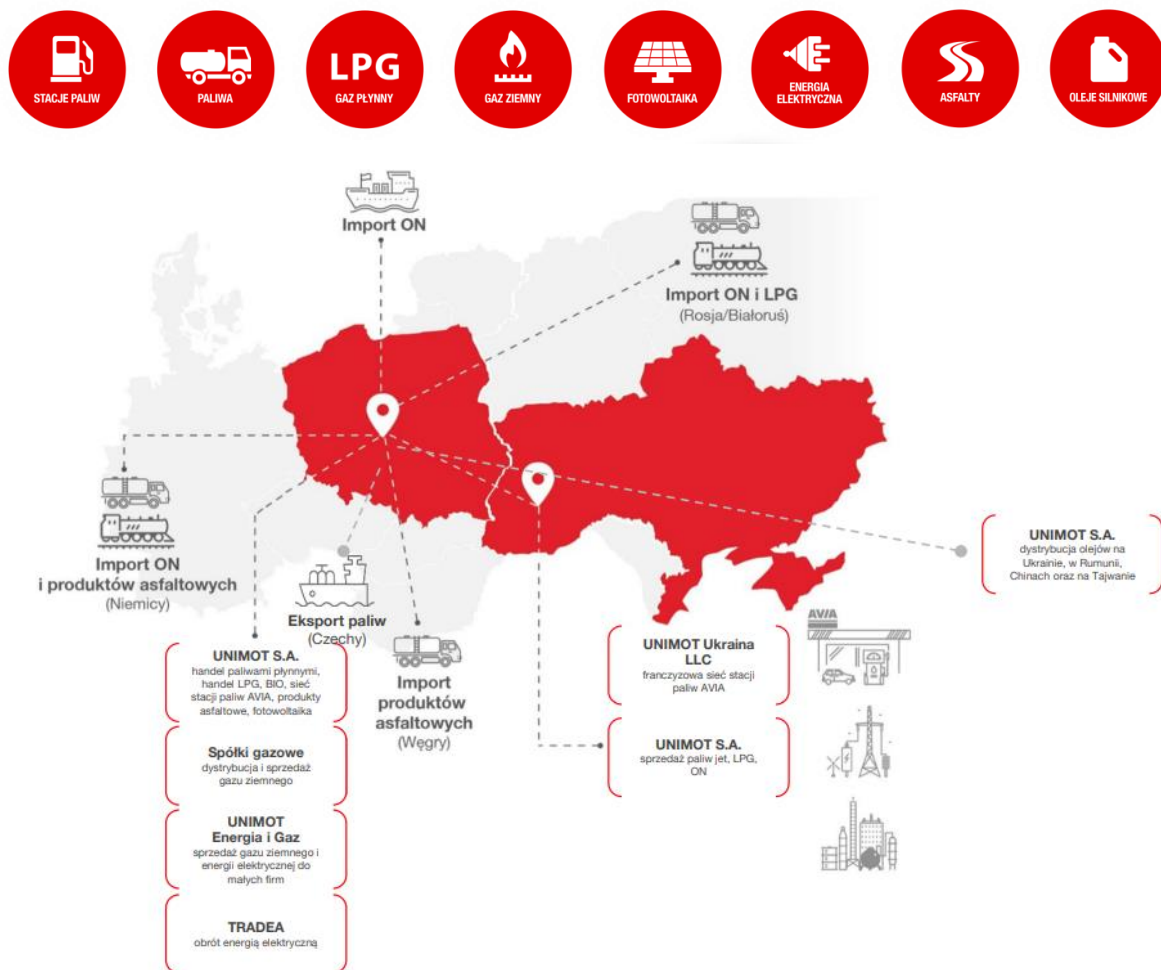 STACJE PALIW
PALIWA
LPG
GAZ PŁYNNY
GAZ ZIEMNY
FOTOWOLTAIKA
ENERGIA
ELEKTRYCZNA
ASFALTY
OLEJE SILNIKOWE
Import ON
Import ON i LPG
(Rosja/Białoruś)
Import ON
i produktów asfaltowych
(Niemicy)
Eksport paliw
(Czechy)
Import
produktów
asfaltowych
(Węgry)
UNIMOT S.A.
dystrybucja olejów na
Ukrainie, w Rumunii,
Chinach oraz na Tajwanie
AVIA
UNIMOT S.A.
handel paliwami płynnymi,
handel LPG, BIO, sieć
stacji paliw AVIA, produkty
asfaltowe, fotowoltaika
Spółki gazowe
dystrybucja i sprzedaż
gazu ziemnego
UNIMOT
Energia i Gaz
sprzedaż gazu ziemnego i
energii elektrycznej do
małych firm
TRADEA
obrót energią elektryczną
UNIMOT Ukraina
LLC
franczyzowa sieć stacji
paliw AVIA
UNIMOT S.A.
sprzedaż paliw jet, LPG,
ON